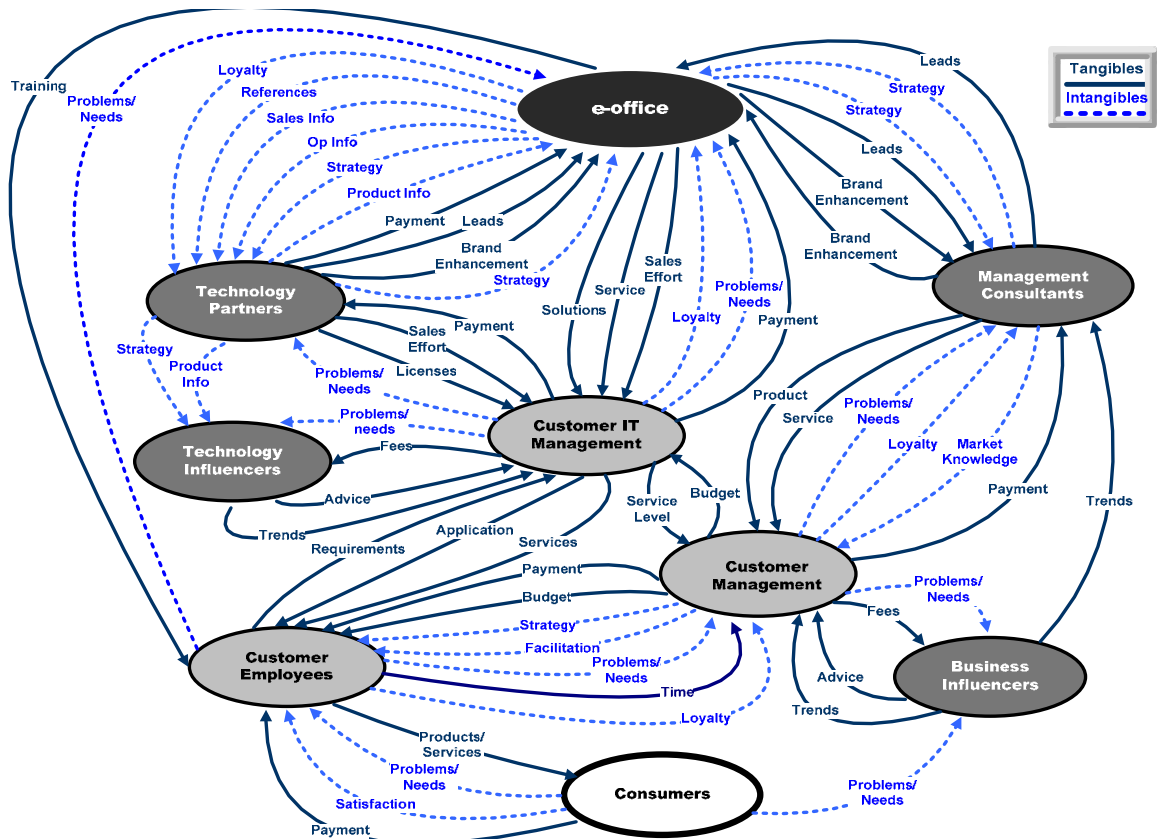 Training
Problems/
Needs
Loyalty
References
Sales Info
Op Info
Strategy
Product Info
Payment
Leads
Brand
Enhancement
Strategy
e-office
Leads
Strategy
Strategy
Leads
Brand
Enhancement
Brand
Enhancement
Tangibles
Intangibles
Technology
Partners
Management
Consultants
Solutions
Service
Sales
Effort
Loyalty
Problems/
Needs
Payment
Strategy
Product
Info
Payment
Sales
Effort
Licenses
Problems/
Needs
Problems/
needs
Technology
Influencers
Customer IT
Management
Fees
Advice
Trends
Requirements
Application
Services
Service
Level
Budget
Product
Service
Problems/
Needs
Loyalty
Market
Knowledge
Payment
Trends
Customer
Management
Payment
Budget
Strategy
Facilitation
Problems/
Needs
Time
Loyalty
Problems/
Needs
Fees
Advice
Trends
Business
Influencers
Customer
Employees
Products/
Services
Problems/
Needs
Satisfaction
Payment
Consumers
Problems/
Needs